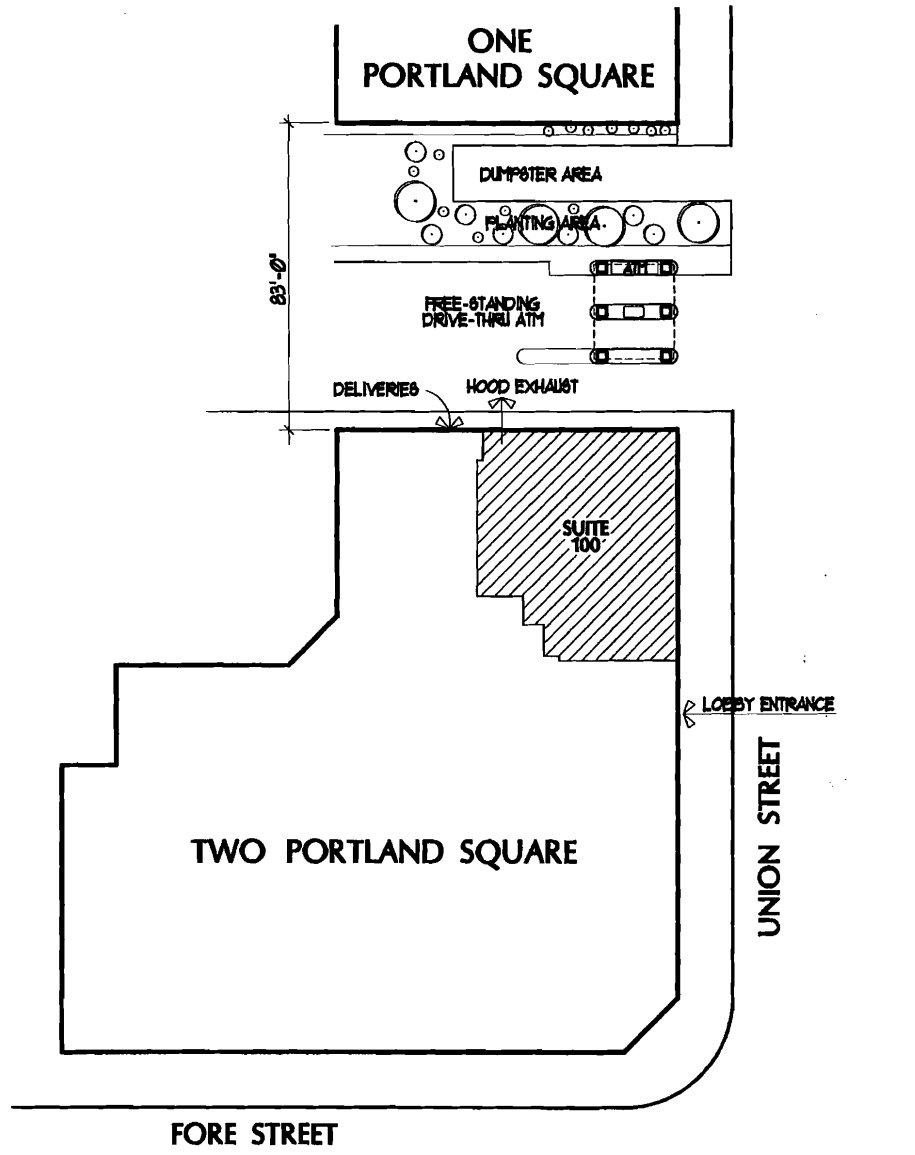 ONE
PORTLAND SQUARE
DUMPSTER AREA
PLANTING AREA
ATM
83'-0"
FREE-STANDING
DRIVE-THRU ATM
DELIVERIES
HOOD EXHAUST
SUITE
100
LOBBY ENTRANCE
UNION STREET
TWO PORTLAND SQUARE
FORE STREET